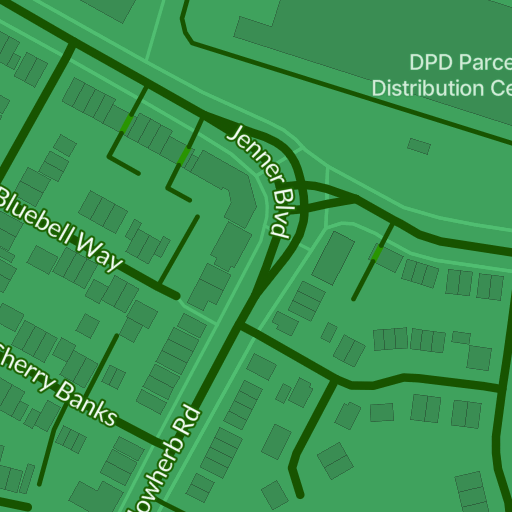 DPD Parce
Distribution Ce
Jenner Blvd
Bluebell Way
herry Banks
owherb Rd